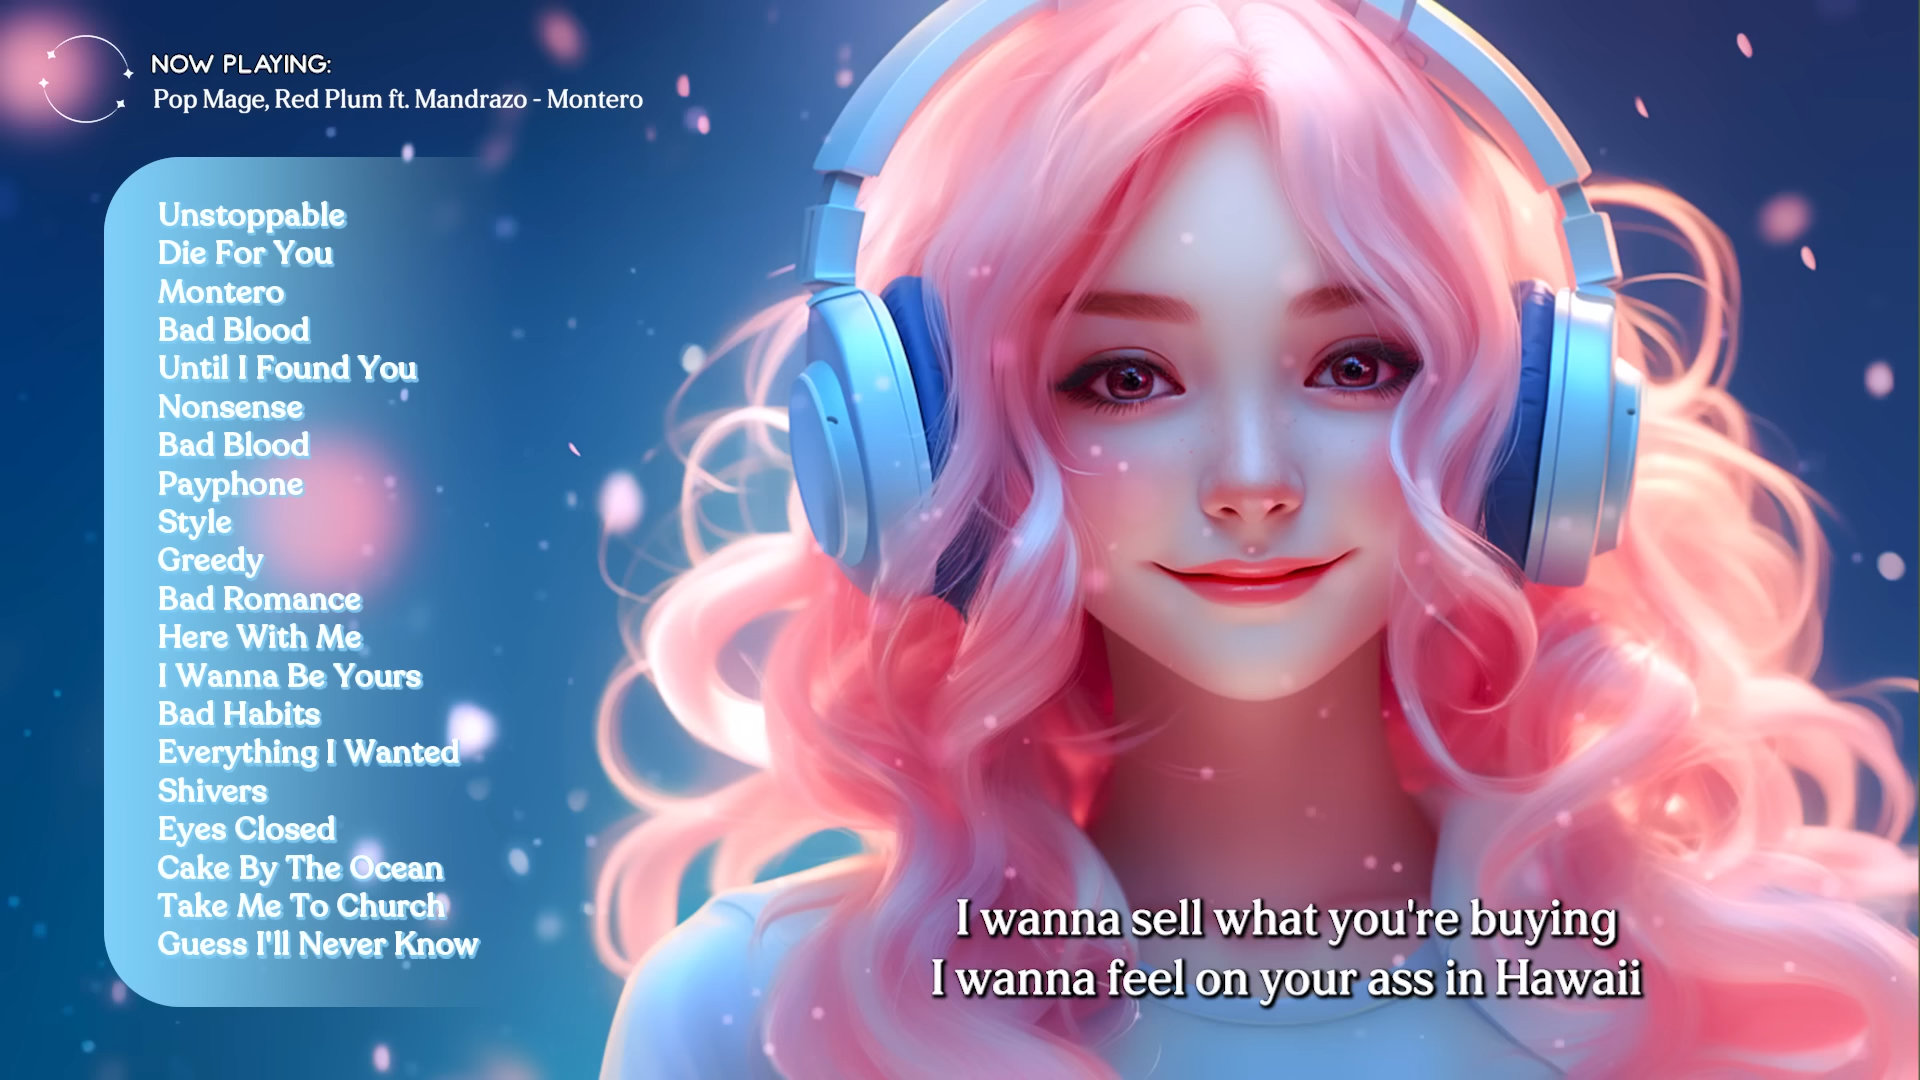 NOW PLAYING:
Pop Mage, Red Plum ft. Mandrazo - Montero
Unstoppable
Die For You
Montero
Bad Blood
Until I Found You
Nonsense
Bad Blood
Payphone
Style
Greedy
Bad Romance
Here With Me
I Wanna Be Yours
Bad Habits
Everything I Wanted
Shivers
Eyes Closed
Cake By The Ocean
Take Me To Church
Guess I'll Never Know
I wanna sell what you're buying
I wanna feel on your ass in Hawaii